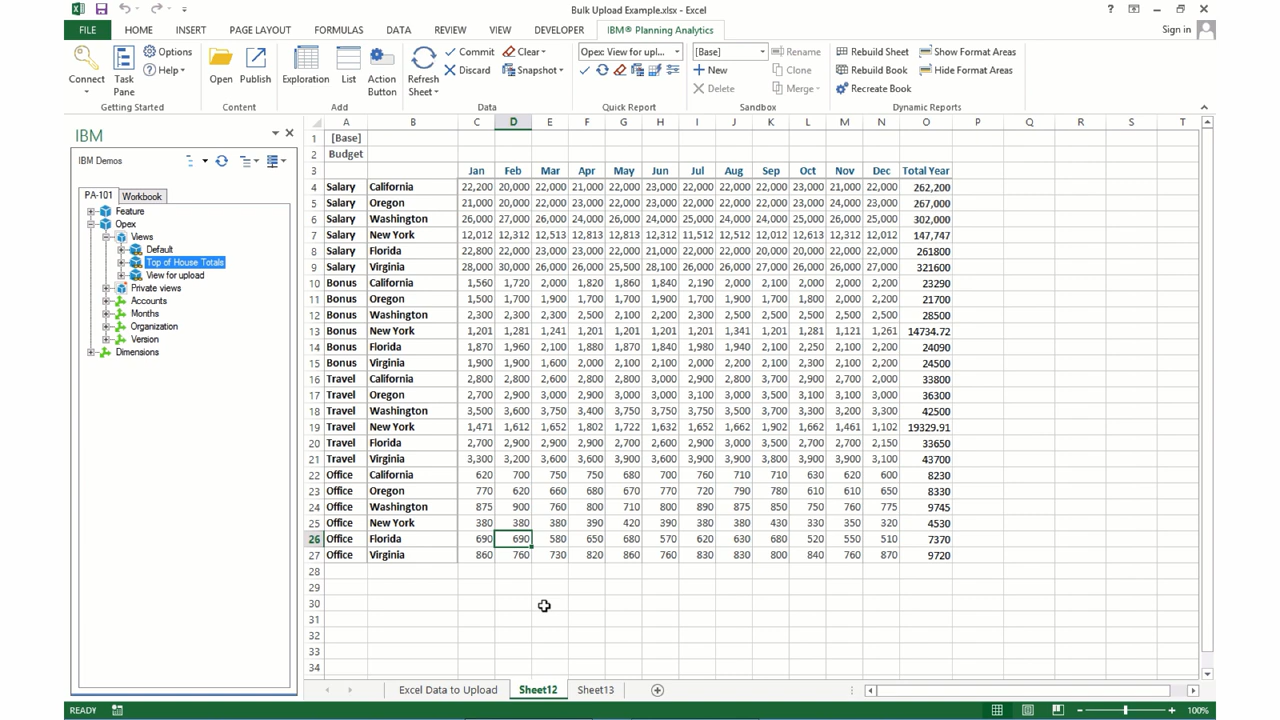 Bulk Upload Example.xlsx - Excel
FILE HOME INSERT PAGE LAYOUT FORMULAS DATA REVIEW VIEW DEVELOPER IBM® Planning Analytics Sign in
Connect
Task Pane
Options
Help
Getting Started
Open
Publish
Content
Exploration
List
Action Button
Add
Refresh Sheet
Commit
Discard
Clear
Snapshot
Data
Opex: View for upl...
Quick Report
[Base]
New
Delete
Rename
Clone
Merge
Sandbox
Rebuild Sheet
Rebuild Book
Recreate Book
Show Format Areas
Hide Format Areas
Dynamic Reports
IBM
IBM Demos
PA-101 Workbook
Feature
Opex
Views
Default
Top of House Totals
View for upload
Private views
Accounts
Months
Organization
Version
Dimensions
A B C D E F G H I J K L M N O P Q R S T
1 [Base]
2 Budget
3 Jan Feb Mar Apr May Jun Jul Aug Sep Oct Nov Dec Total Year
4 Salary California 22,200 20,000 22,000 21,000 22,000 23,000 22,000 22,000 22,000 23,000 21,000 22,000 262,200
5 Salary Oregon 21,000 20,000 22,000 23,000 22,000 23,000 22,000 22,000 22,000 23,000 24,000 23,000 267,000
6 Salary Washington 26,000 27,000 26,000 24,000 26,000 24,000 25,000 24,000 24,000 25,000 26,000 25,000 302,000
7 Salary New York 12,012 12,312 12,513 12,813 12,813 12,312 11,512 12,513 12,012 12,613 12,312 12,012 147,747
8 Salary Florida 22,800 22,000 23,000 23,000 22,000 22,000 21,000 22,000 20,000 20,000 22,000 22,000 261800
9 Salary Virginia 28,000 30,000 26,000 26,000 25,500 28,100 26,000 26,000 27,000 26,000 26,000 27,000 321600
10 Bonus California 1,560 1,720 2,000 1,820 1,860 1,840 2,190 2,000 2,100 2,000 2,000 2,200 23290
11 Bonus Oregon 1,500 1,700 1,900 1,700 1,900 1,700 1,900 1,700 1,800 1,700 2,000 2,200 21700
12 Bonus Washington 2,300 2,300 2,300 2,500 2,100 2,200 2,300 2,500 2,500 2,500 2,500 2,500 28500
13 Bonus New York 1,201 1,281 1,241 1,201 1,201 1,201 1,201 1,341 1,201 1,281 1,121 1,261 14734.72
14 Bonus Florida 1,870 1,960 2,100 1,880 1,870 1,840 1,980 1,940 2,100 2,250 2,100 2,200 24090
15 Bonus Virginia 1,900 1,900 1,600 2,000 2,100 2,100 2,000 2,200 2,100 2,300 2,100 2,200 24500
16 Travel California 2,800 2,800 2,600 2,800 2,800 3,000 2,900 2,800 3,700 2,900 2,700 2,000 33800
17 Travel Oregon 2,700 2,900 3,000 2,900 3,000 3,000 3,100 3,000 3,500 3,100 3,100 3,000 36300
18 Travel Washington 3,500 3,600 3,750 3,400 3,750 3,750 3,750 3,500 3,700 3,300 3,200 3,300 42500
19 Travel New York 1,471 1,612 1,652 1,802 1,722 1,632 1,652 1,662 1,902 1,662 1,461 1,102 19329.91
20 Travel Florida 2,700 2,900 2,900 2,900 2,700 2,900 2,600 3,000 3,500 2,700 2,700 2,150 33650
21 Travel Virginia 3,300 3,200 3,600 3,600 3,900 3,600 3,900 3,900 3,800 3,900 3,900 3,100 43700
22 Office California 620 700 750 750 680 700 760 710 710 630 620 600 8230
23 Office Oregon 770 620 660 680 670 770 720 790 780 610 610 650 8330
24 Office Washington 875 900 760 800 710 800 890 875 850 750 760 775 9745
25 Office New York 380 380 380 390 420 390 380 380 430 330 350 320 4530
26 Office Florida 690 690 580 650 680 570 620 630 680 520 550 510 7370
27 Office Virginia 860 760 730 820 860 760 830 830 800 840 760 870 9720
28
29
30
31
32
33
34
Excel Data to Upload Sheet12 Sheet13
READY 100%